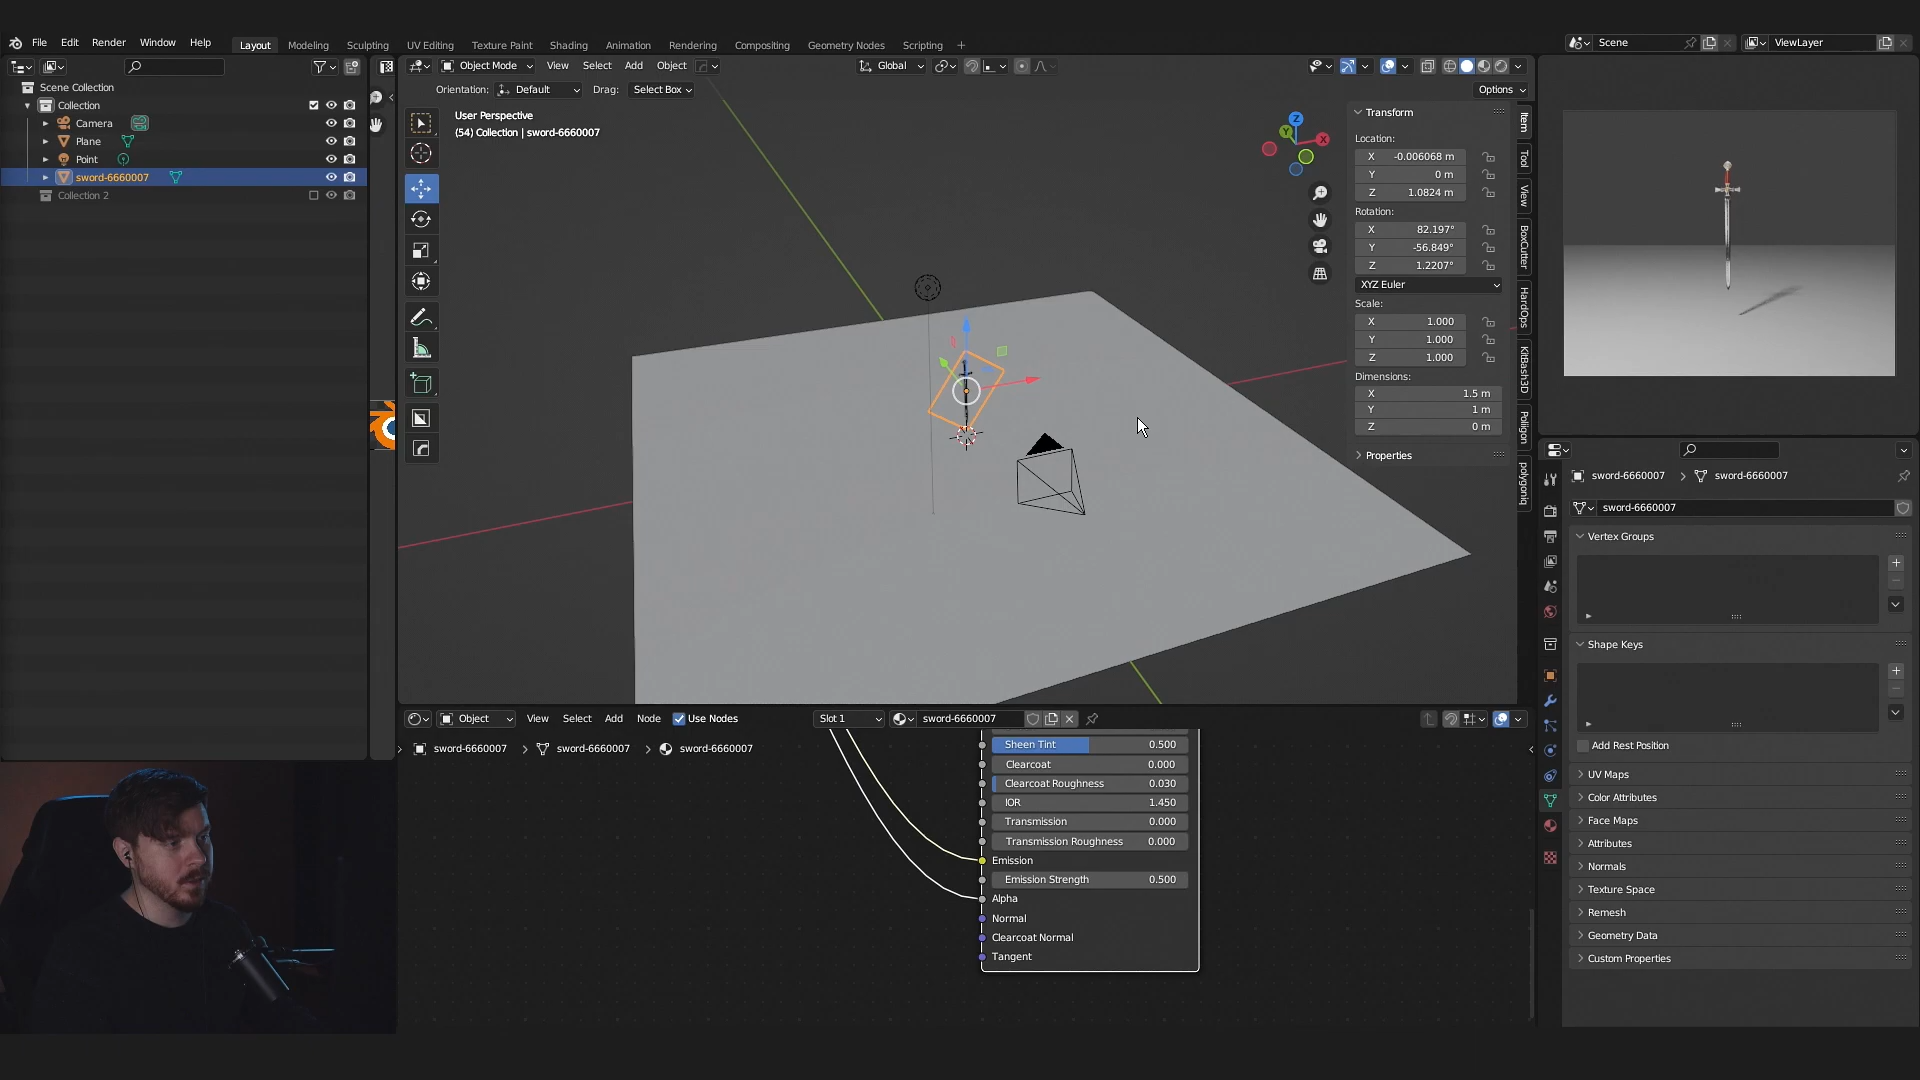 File Edit Render Window Help
Layout Modeling Sculpting UV Editing Texture Paint Shading Animation Rendering Compositing Geometry Nodes Scripting +
Scene
ViewLayer
Object Mode View Select Add Object
Global
Scene Collection
Orientation: Default Drag: Select Box
Options
Collection
Camera
Plane
Point
sword-6660007
Collection 2
User Perspective
(54) Collection | sword-6660007
Z
Y
X
Transform
Location:
X -0.006068 m
Y 0 m
Z 1.0824 m
Rotation:
X 82.197°
Y -56.849°
Z 1.2207°
XYZ Euler
Scale:
X 1.000
Y 1.000
Z 1.000
Dimensions:
X 1.5 m
Y 1 m
Z 0 m
Properties
Item
Tool
View
BoxCutter
HardOps
KitBash3D
Poliigon
polygoniq
sword-6660007 > sword-6660007
sword-6660007
Vertex Groups
Shape Keys
Add Rest Position
UV Maps
Color Attributes
Face Maps
Attributes
Normals
Texture Space
Remesh
Geometry Data
Custom Properties
Object View Select Add Node Use Nodes
Slot 1
sword-6660007
sword-6660007 > sword-6660007 > sword-6660007
Sheen Tint 0.500
Clearcoat 0.000
Clearcoat Roughness 0.030
IOR 1.450
Transmission 0.000
Transmission Roughness 0.000
Emission
Emission Strength 0.500
Alpha
Normal
Clearcoat Normal
Tangent